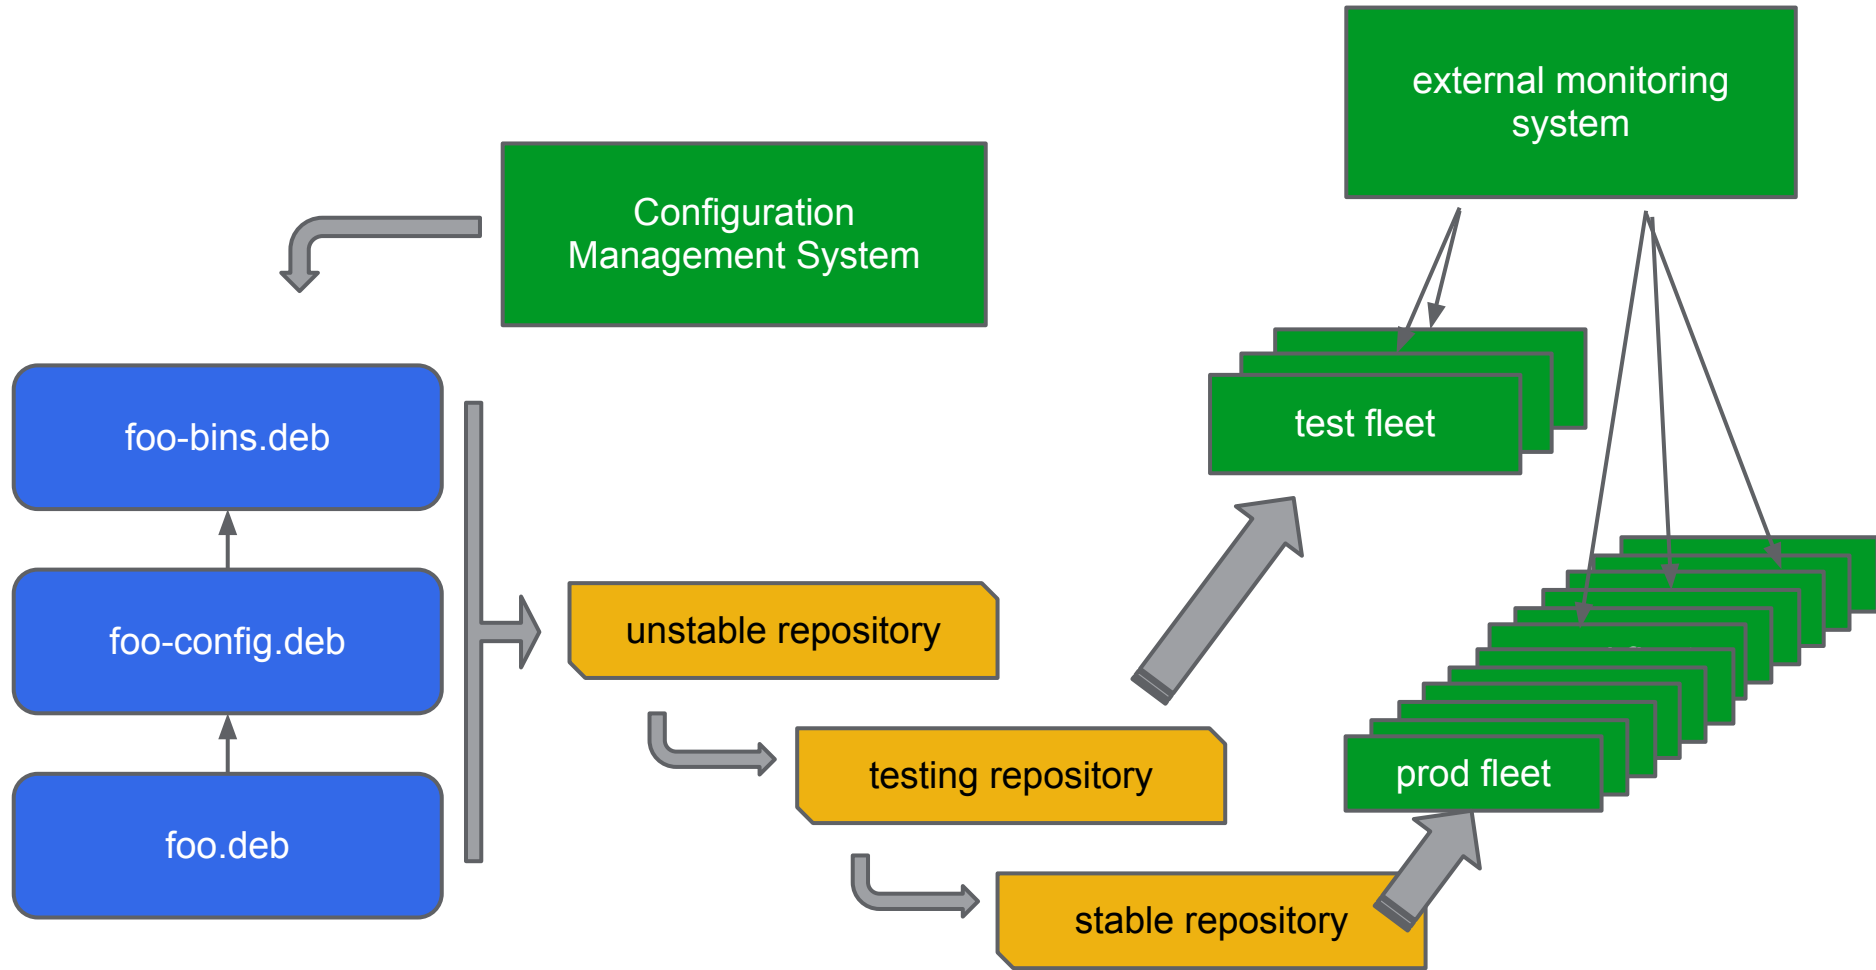 external monitoring
system
Configuration
Management System
test fleet
foo-bins.deb
foo-config.deb
unstable repository
testing repository
prod fleet
foo.deb
stable repository